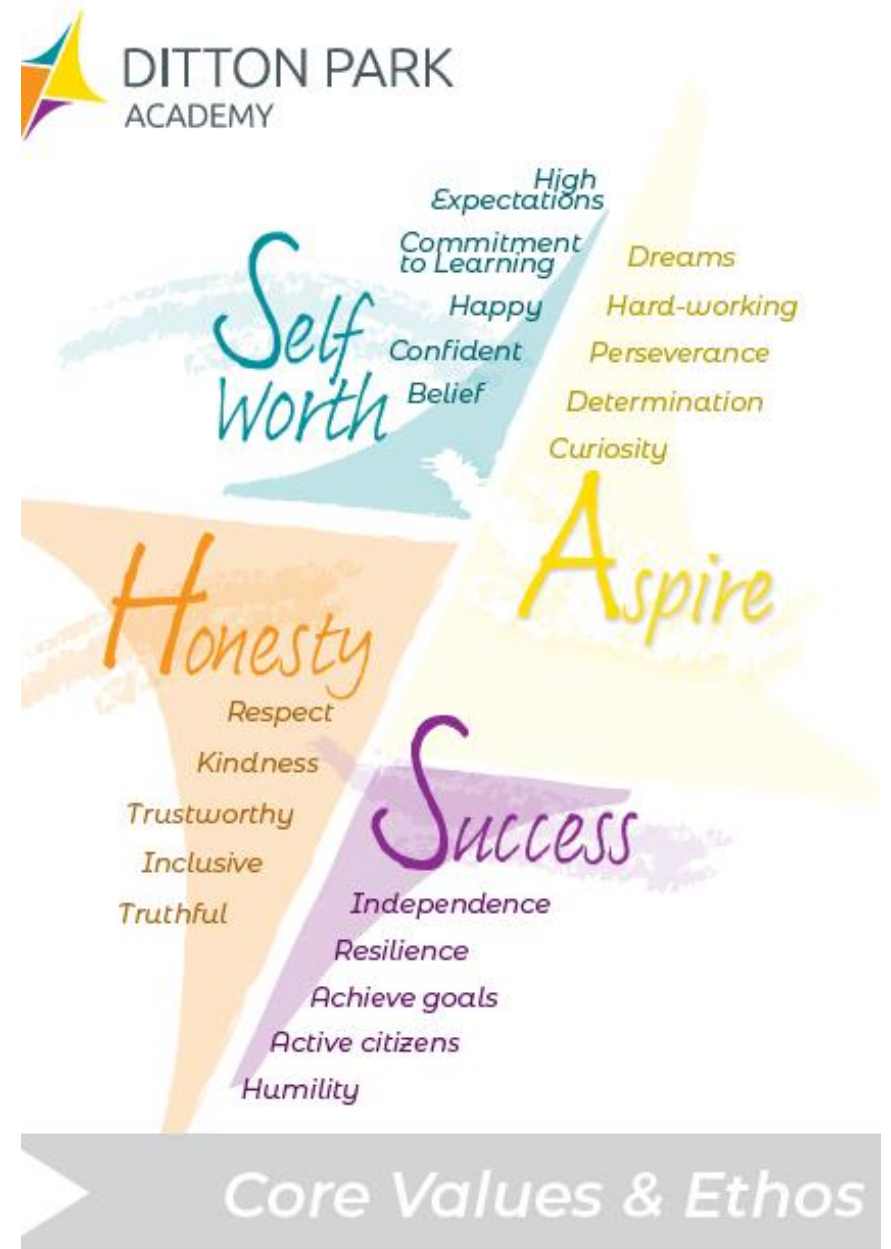 DITTON PARK
ACADEMY
High
Expectations
Commitment
to Learning
Happy
Confident
Belief
Self
Worth
Dreams
Hard-working
Perseverance
Determination
Curiosity
Aspire
Honesty
Respect
Kindness
Trustworthy
Inclusive
Truthful
Success
Independence
Resilience
Achieve goals
Active citizens
Humility
Core Values & Ethos